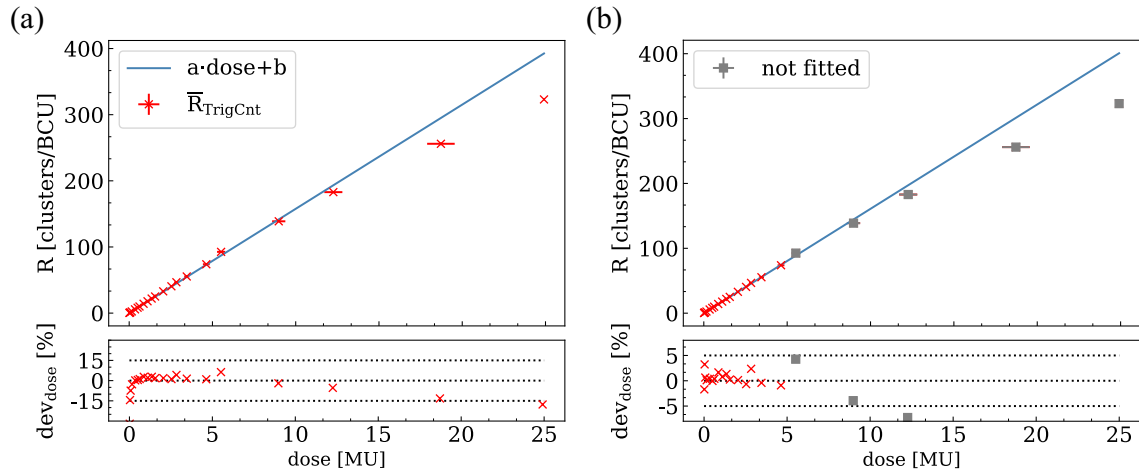 (a)
400
300
200
100
0
R [clusters/BCU]
a·dose+b
R̅TrigCnt
15
0
-15
devdose [%]
0 5 10 15 20 25
dose [MU]
(b)
400
300
200
100
0
R [clusters/BCU]
not fitted
5
0
-5
devdose [%]
0 5 10 15 20 25
dose [MU]